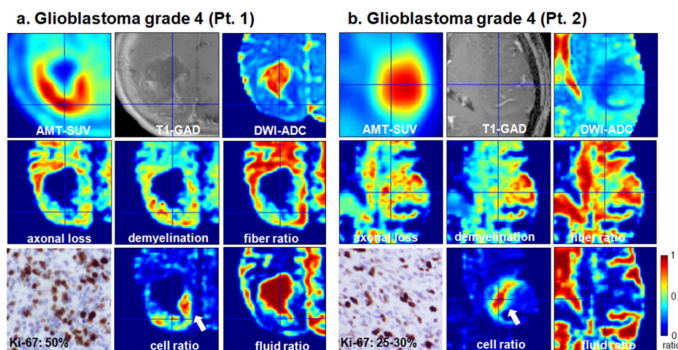 a. Glioblastoma grade 4 (Pt. 1)
b. Glioblastoma grade 4 (Pt. 2)
AMT-SUV
T1-GAD
DWI-ADC
AMT-SUV
T1-GAD
DWI-ADC
axonal loss
demyelination
fiber ratio
axonal loss
demyelination
fiber ratio
Ki-67: 50%
cell ratio
fluid ratio
Ki-67: 25-30%
cell ratio
fluid ratio
1
0
ratio